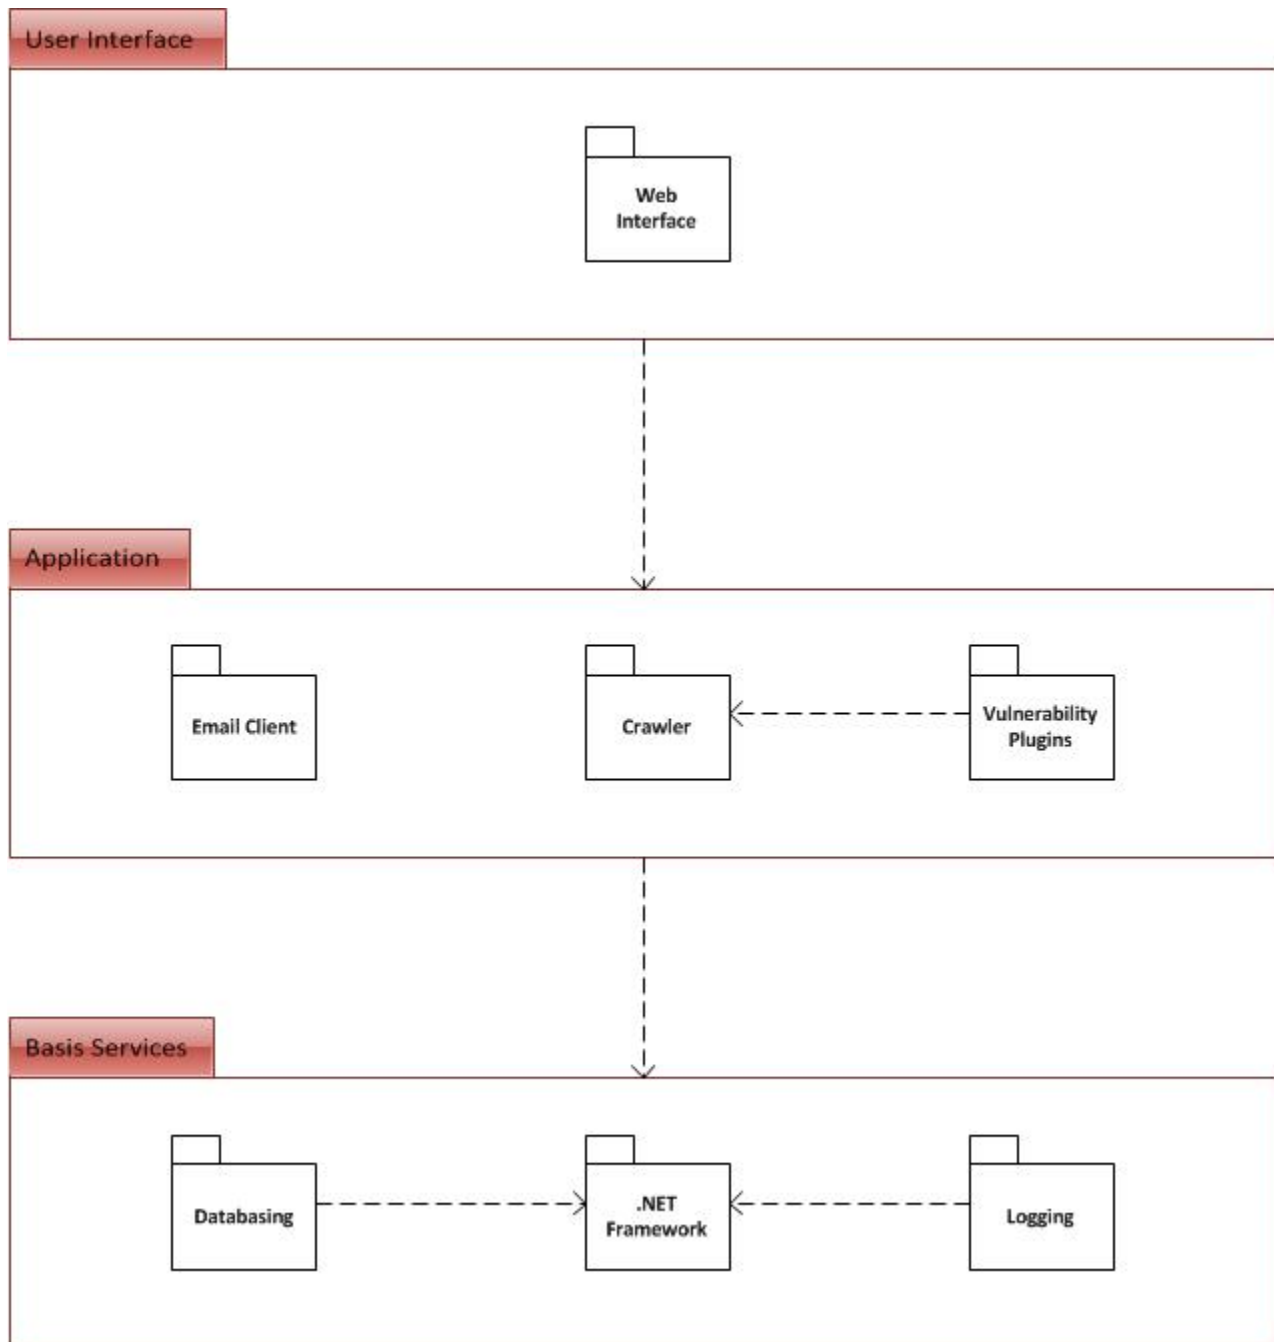 User Interface
Web
Interface
Application
Email Client
Crawler
Vulnerability
Plugins
Basis Services
Databasing
.NET
Framework
Logging